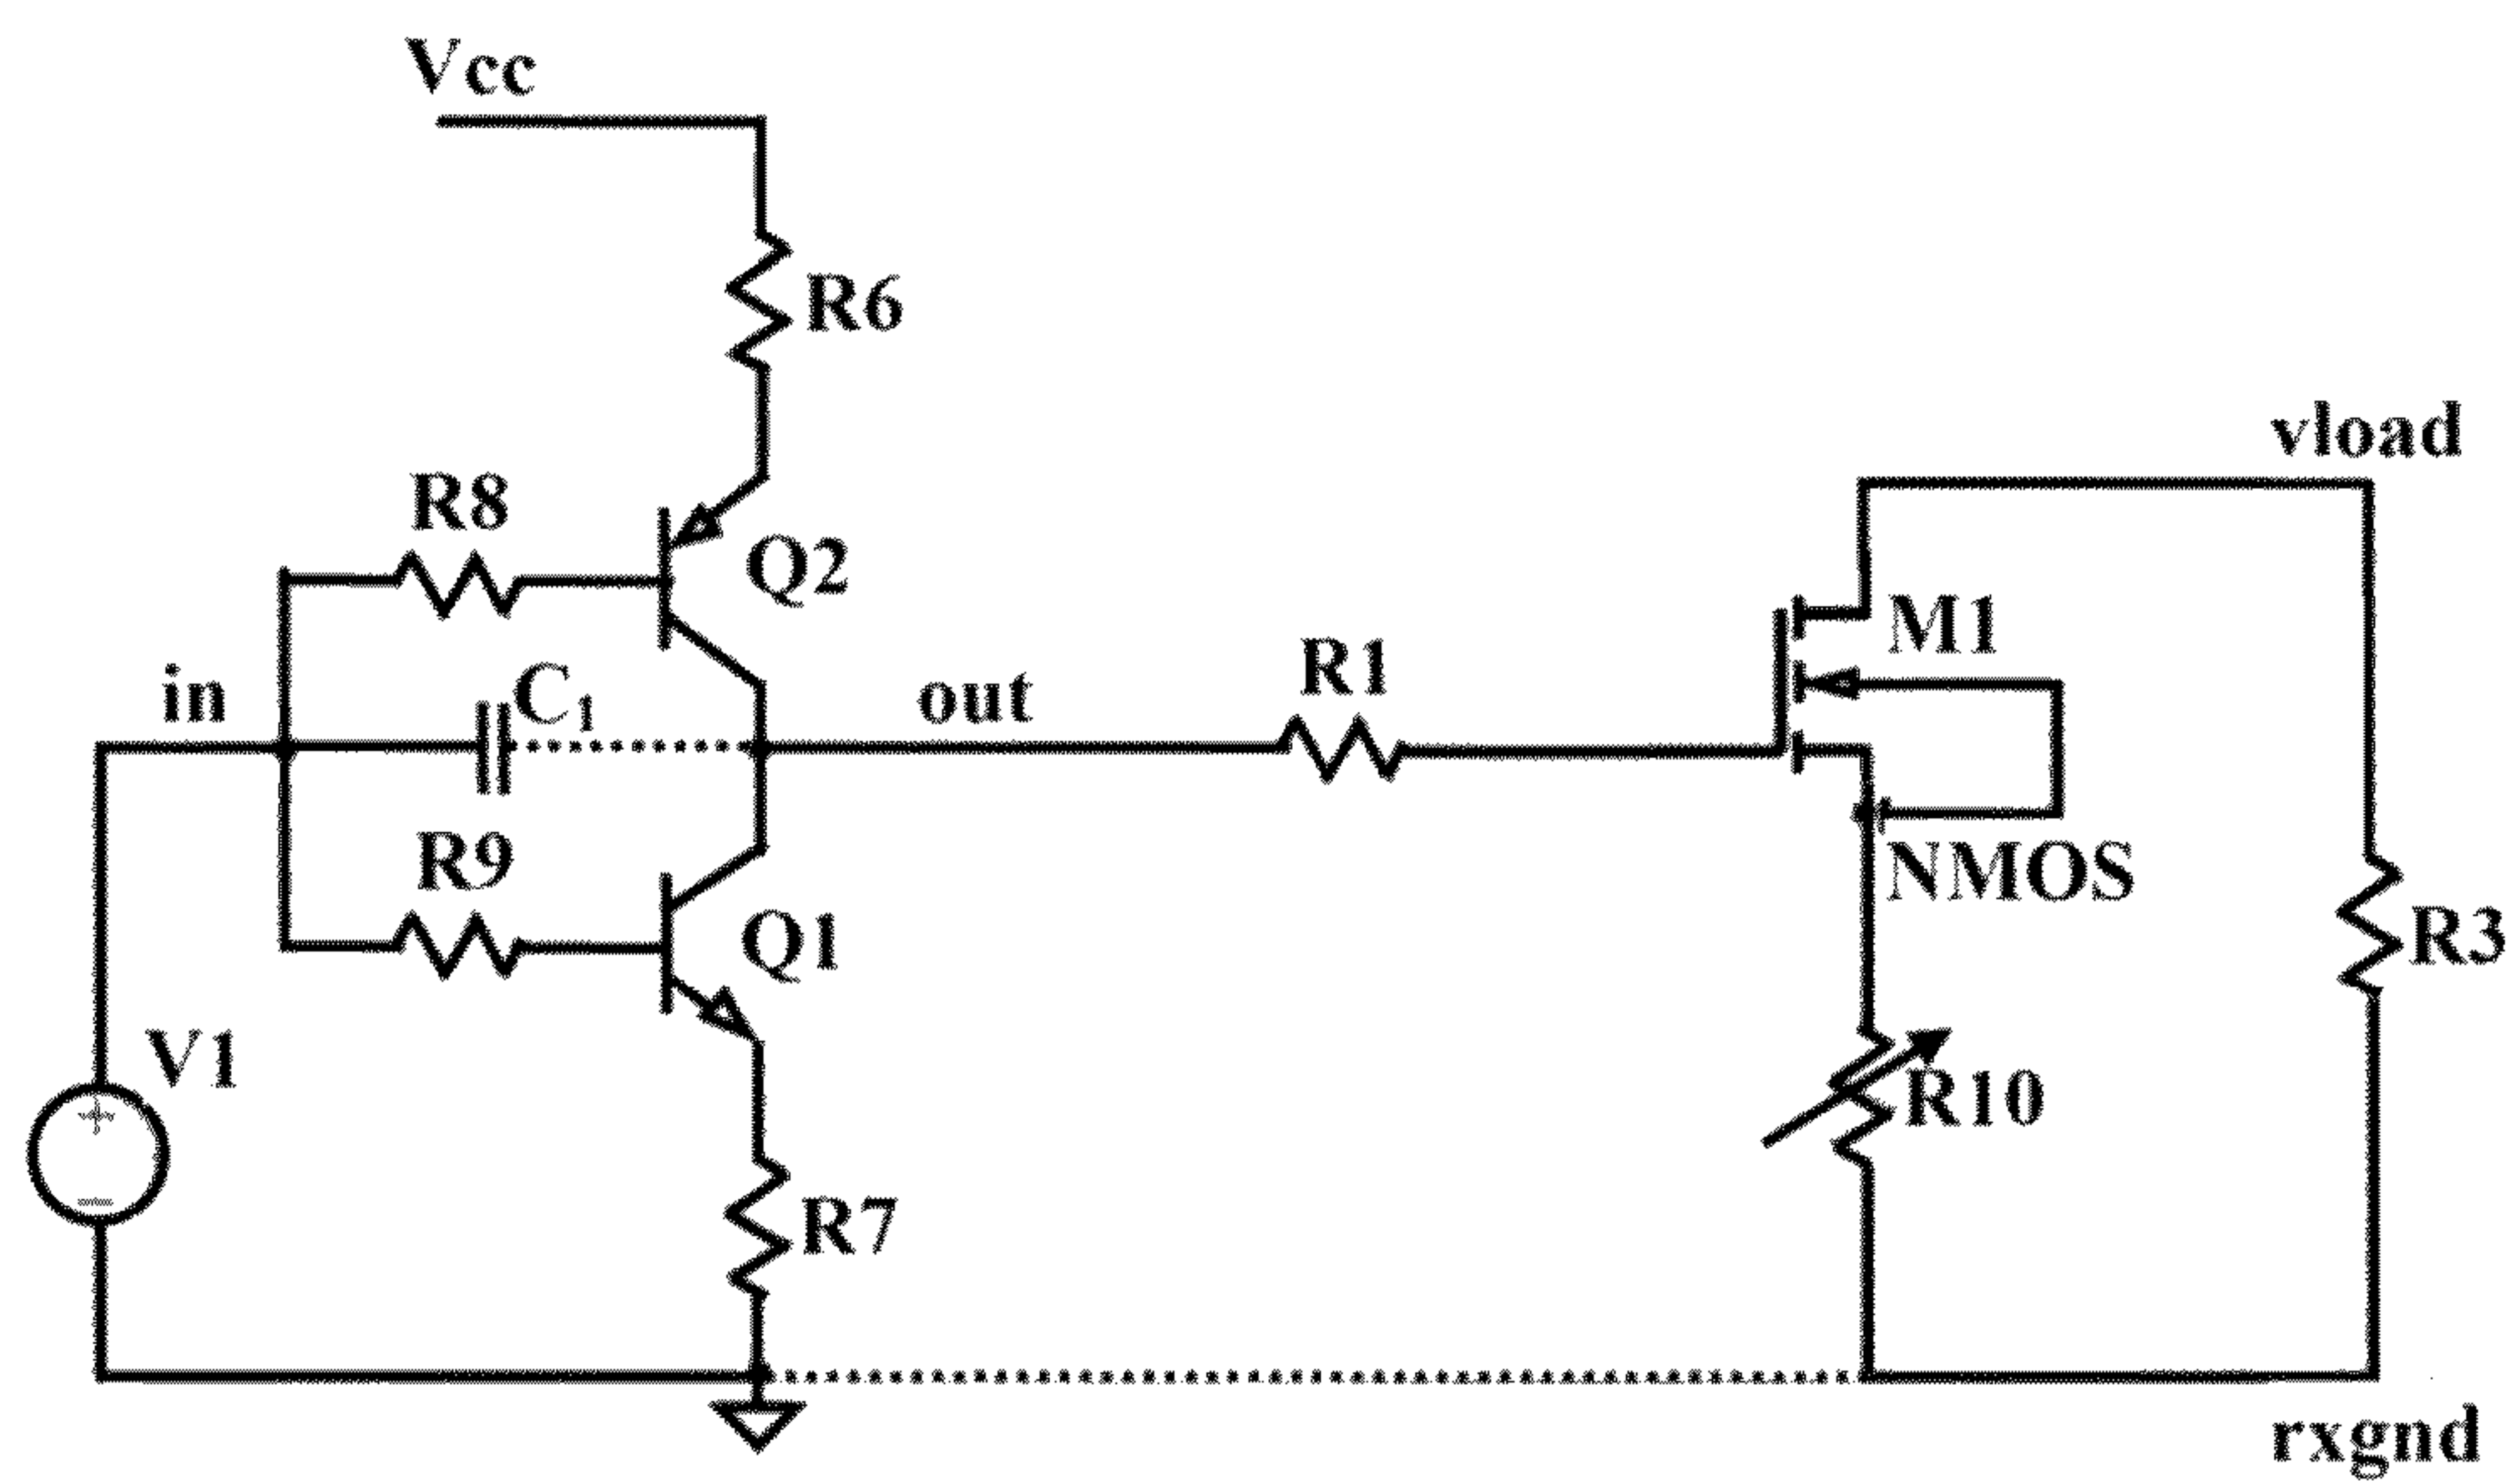 Vcc
R6
vload
R8
Q2
M1
in
C1
out
R1
R9
NMOS
Q1
R3
V1
+
R10
−
R7
rxgnd